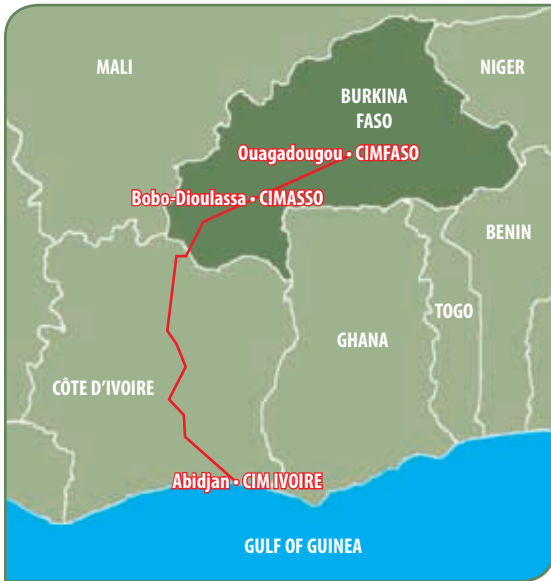 MALI
NIGER
BURKINA
FASO
Ouagadougou • CIMFASO
Bobo-Dioulassa • CIMASSO
BENIN
TOGO
GHANA
CÔTE D'IVOIRE
Abidjan • CIM IVOIRE
GULF OF GUINEA